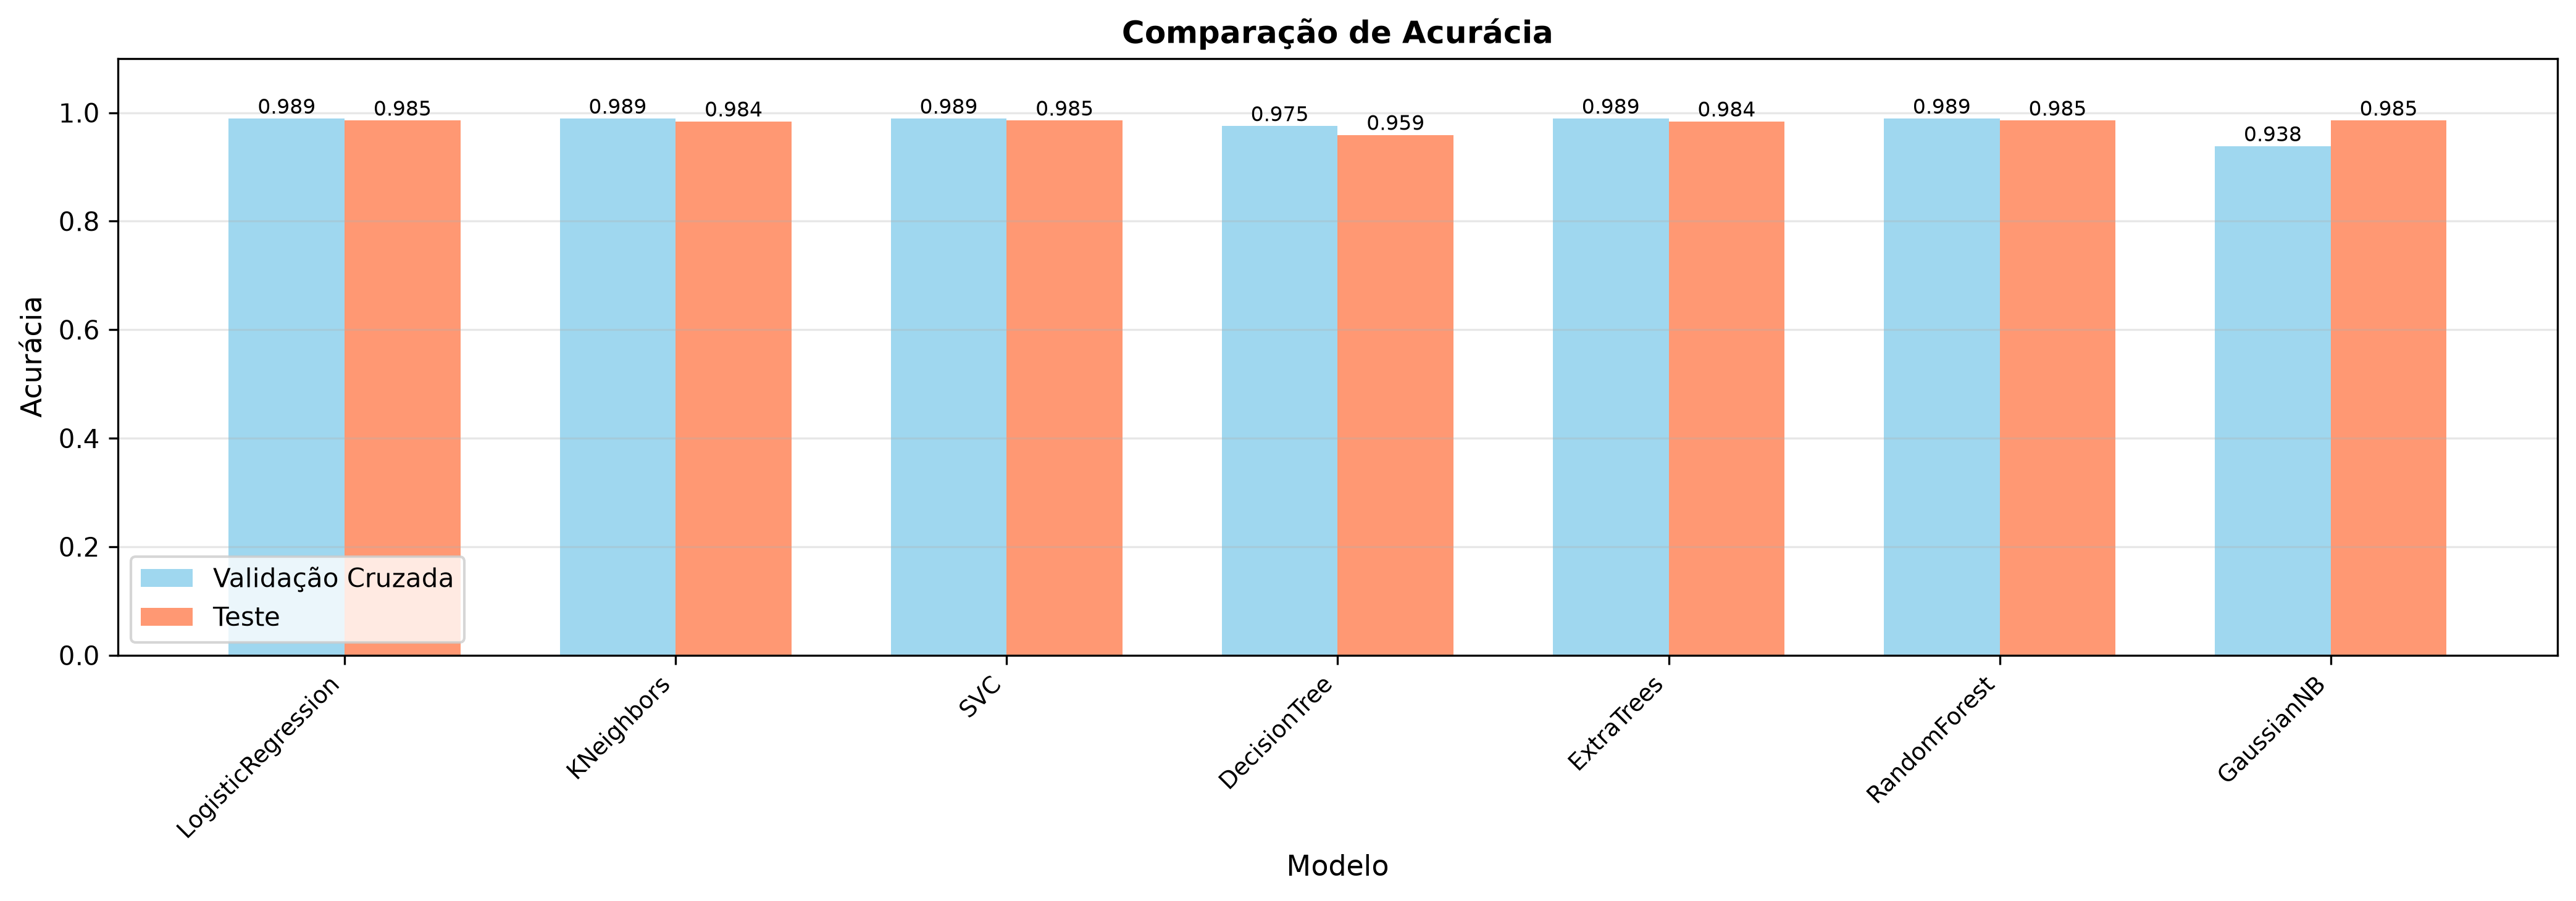 Comparação de Acurácia
0.989 0.985 0.989 0.984 0.989 0.985 0.975 0.959 0.989 0.984 0.989 0.985 0.938 0.985
Acurácia
1.0
0.8
0.6
0.4
0.2
0.0
Validação Cruzada
Teste
LogisticRegression KNeighbors SVC DecisionTree ExtraTrees RandomForest GaussianNB
Modelo